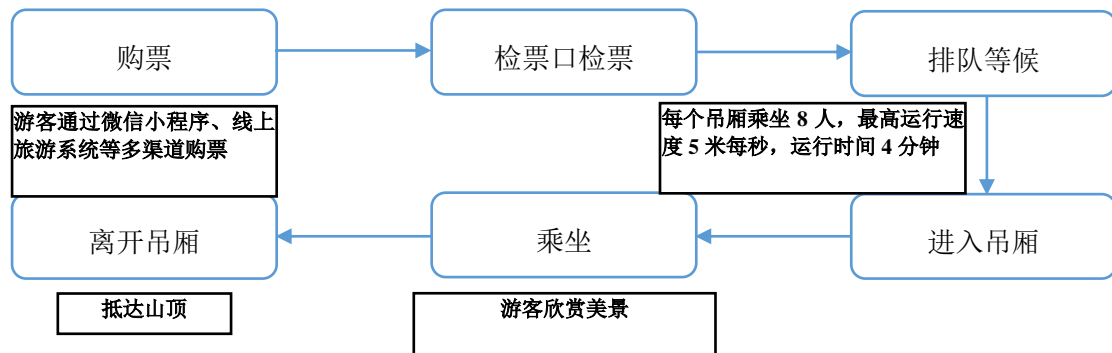 购票
检票口检票
排队等候
游客通过微信小程序、线上
旅游系统等多渠道购票
每个吊厢乘坐 8 人，最高运行速
度 5 米每秒，运行时间 4 分钟
离开吊厢
乘坐
进入吊厢
抵达山顶
游客欣赏美景